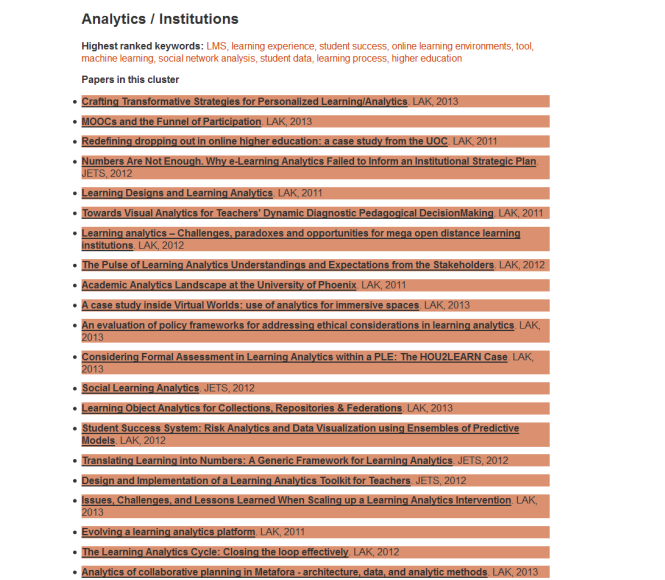 Analytics / Institutions
Highest ranked keywords: LMS, learning experience, student success, online learning environments, tool,
machine learning, social network analysis, student data, learning process, higher education
Papers in this cluster
Crafting Transformative Strategies for Personalized Learning/Analytics. LAK, 2013
MOOCs and the Funnel of Participation. LAK, 2013
Redefining dropping out in online higher education: a case study from the UOC. LAK, 2011
Numbers Are Not Enough. Why e-Learning Analytics Failed to Inform an Institutional Strategic Plan.
JETS, 2012
Learning Designs and Learning Analytics. LAK, 2011
Towards Visual Analytics for Teachers' Dynamic Diagnostic Pedagogical DecisionMaking. LAK, 2011
Learning analytics – Challenges, paradoxes and opportunities for mega open distance learning
institutions. LAK, 2012
The Pulse of Learning Analytics Understandings and Expectations from the Stakeholders. LAK, 2012
Academic Analytics Landscape at the University of Phoenix. LAK, 2011
A case study inside Virtual Worlds: use of analytics for immersive spaces. LAK, 2013
An evaluation of policy frameworks for addressing ethical considerations in learning analytics. LAK,
2013
Considering Formal Assessment in Learning Analytics within a PLE: The HOU2LEARN Case. LAK,
2013
Social Learning Analytics. JETS, 2012
Learning Object Analytics for Collections, Repositories & Federations. LAK, 2013
Student Success System: Risk Analytics and Data Visualization using Ensembles of Predictive
Models. LAK, 2012
Translating Learning into Numbers: A Generic Framework for Learning Analytics. JETS, 2012
Design and Implementation of a Learning Analytics Toolkit for Teachers. JETS, 2012
Issues, Challenges, and Lessons Learned When Scaling up a Learning Analytics Intervention. LAK,
2013
Evolving a learning analytics platform. LAK, 2011
The Learning Analytics Cycle: Closing the loop effectively. LAK, 2012
Analytics of collaborative planning in Metafora - architecture, data, and analytic methods. LAK, 2013